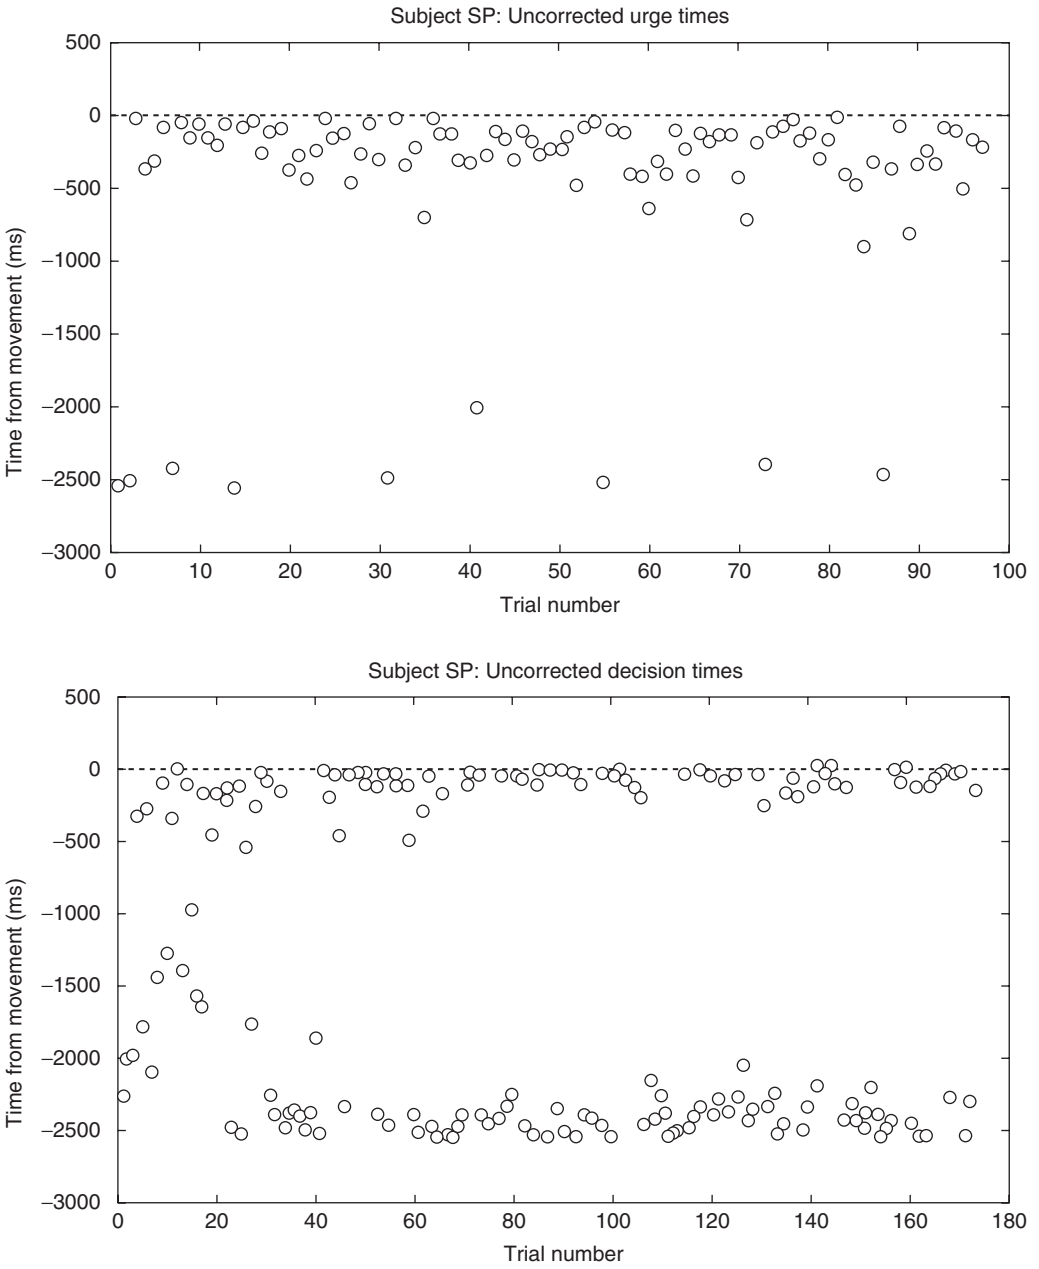 Subject SP: Uncorrected urge times
500
0
−500
−1000
−1500
−2000
−2500
−3000
Time from movement (ms)
0 10 20 30 40 50 60 70 80 90 100
Trial number
Subject SP: Uncorrected decision times
500
0
−500
−1000
−1500
−2000
−2500
−3000
Time from movement (ms)
0 20 40 60 80 100 120 140 160 180
Trial number